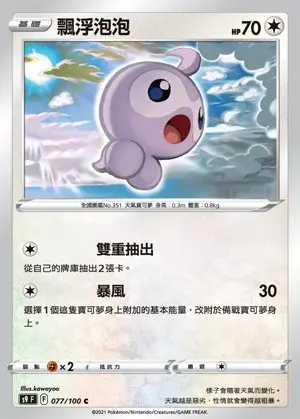 基礎 飄浮泡泡 HP70
全國圖鑑No.351 天氣寶可夢 身高：0.3m 體重：0.8kg
雙重抽出
從自己的牌庫抽出2張卡。
暴風 30
選擇1個這隻寶可夢身上附加的基本能量，改附於備戰寶可夢身上。
弱點 ×2 抵抗力 撤退
Illus.kawayoo
s9 F F 077/100 C
樣子會隨著天氣而變化。
天氣越是惡劣，性情就會變得越粗暴。
©2021 Pokémon/Nintendo/Creatures/GAME FREAK.